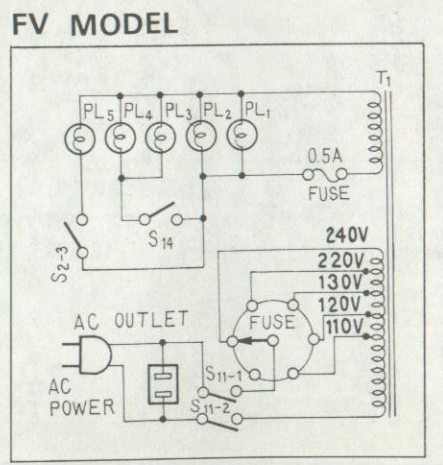 FV MODEL
T1
PL5 PL4 PL3 PL2 PL1
0.5A
FUSE
S14
S2-3
240V
220V
130V
120V
110V
FUSE
AC OUTLET
AC
POWER
S11-1
S11-2